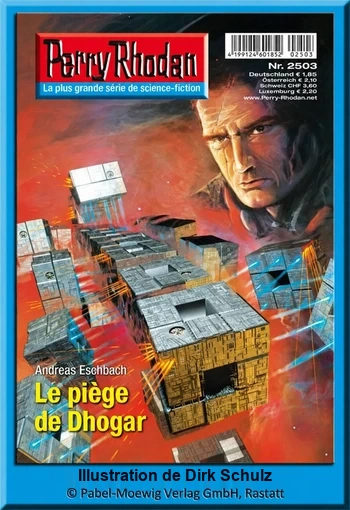 Perry Rhodan
La plus grande série de science-fiction
4199124601852 02503
Nr. 2503
Deutschland € 1,85
Österreich € 2,10
Schweiz CHF 3,60
Luxemburg € 2,20
www.Perry-Rhodan.net
Andreas Eschbach
Le piège
de Dhogar
Illustration de Dirk Schulz
© Pabel-Moewig Verlag GmbH, Rastatt